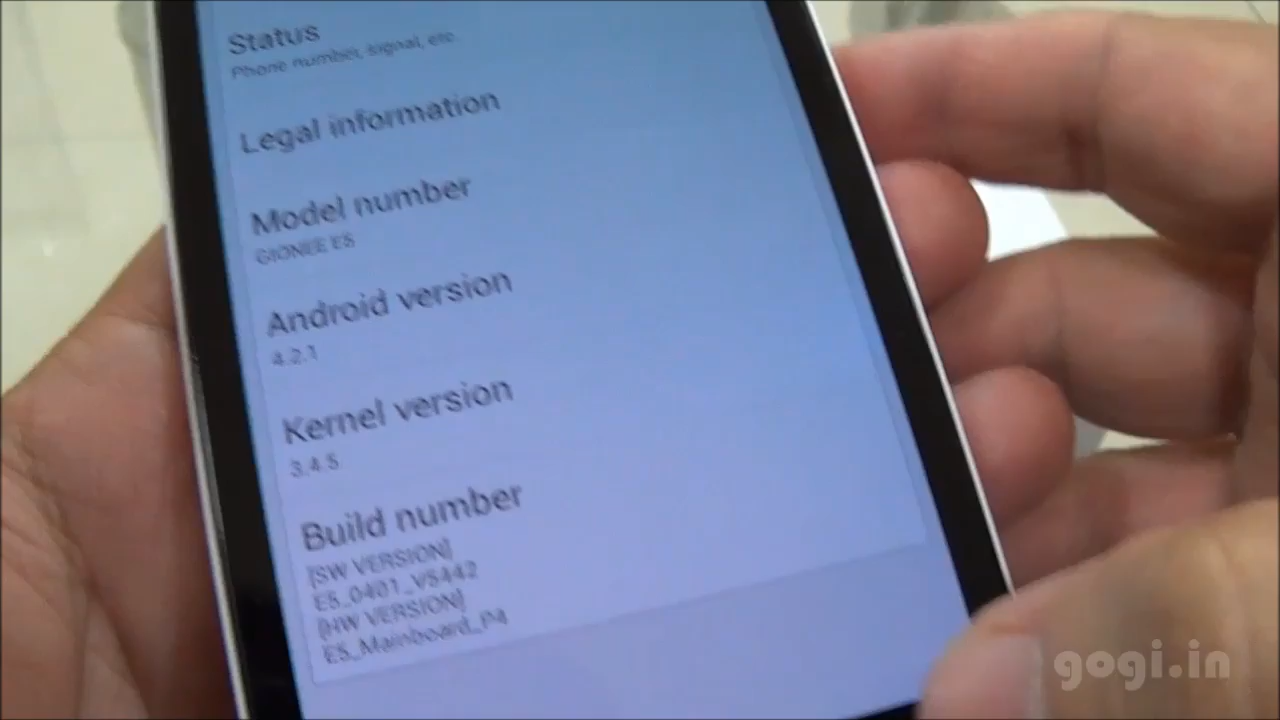 Status
Phone number, signal, etc.
Legal information
Model number
GIONEE E5
Android version
4.2.1
Kernel version
3.4.5
Build number
[SW VERSION]
E5_0401_V5442
[HW VERSION]
E5_Mainboard_P4
gogi.in